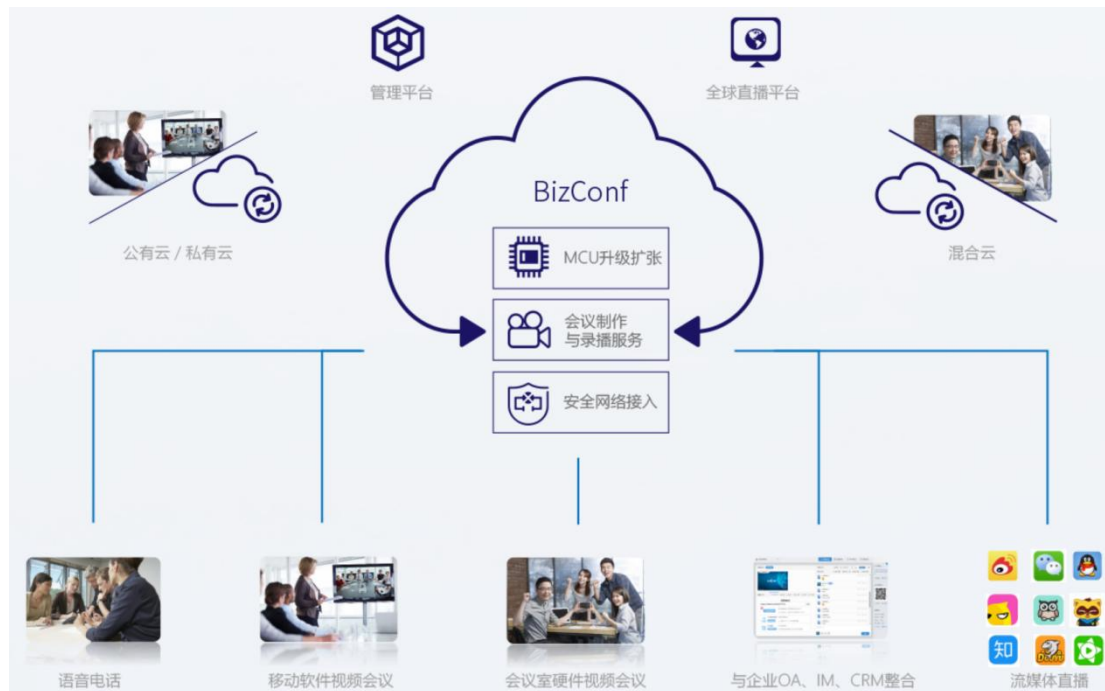 管理平台
全球直播平台
BizConf
MCU升级扩张
会议制作
与录播服务
安全网络接入
公有云 / 私有云
混合云
语音电话
移动软件视频会议
会议室硬件视频会议
与企业OA、IM、CRM整合
流媒体直播
知